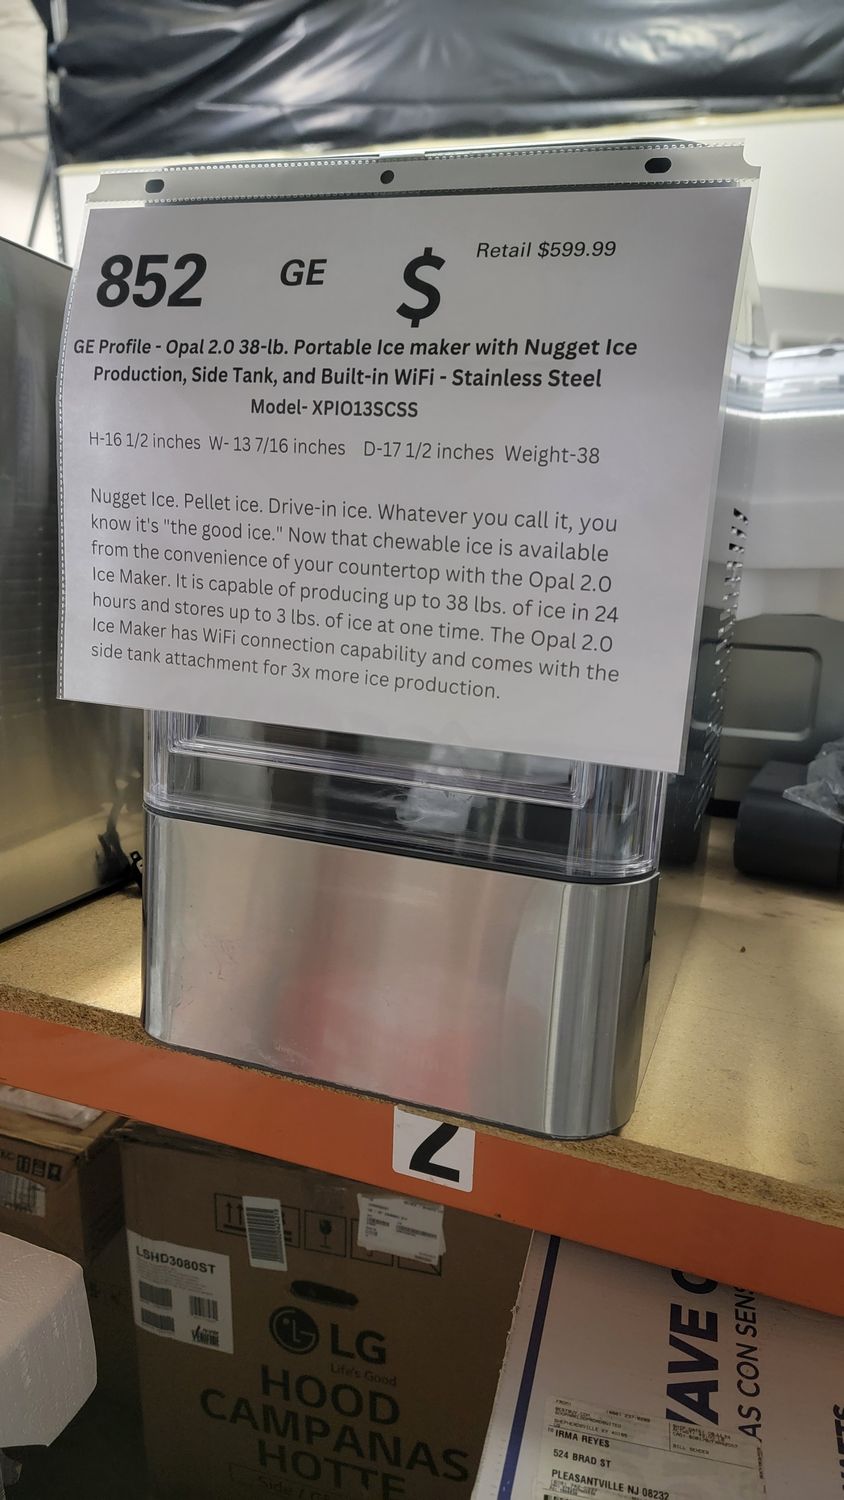 852
GE
$
Retail $599.99
GE Profile - Opal 2.0 38-lb. Portable Ice maker with Nugget Ice
Production, Side Tank, and Built-in WiFi - Stainless Steel
Model- XPIO13SCSS
H-16 1/2 inches W- 13 7/16 inches D-17 1/2 inches Weight-38
Nugget Ice. Pellet ice. Drive-in ice. Whatever you call it, you
know it's "the good ice." Now that chewable ice is available
from the convenience of your countertop with the Opal 2.0
Ice Maker. It is capable of producing up to 38 lbs. of ice in 24
hours and stores up to 3 lbs. of ice at one time. The Opal 2.0
Ice Maker has WiFi connection capability and comes with the
side tank attachment for 3x more ice production.
2
LSHD3080ST
LG
Life's Good
HOOD
CAMPANAS
HOTTE
AS CON
IRMA REYES
524 BRAD ST
PLEASANTVILLE NJ 08232